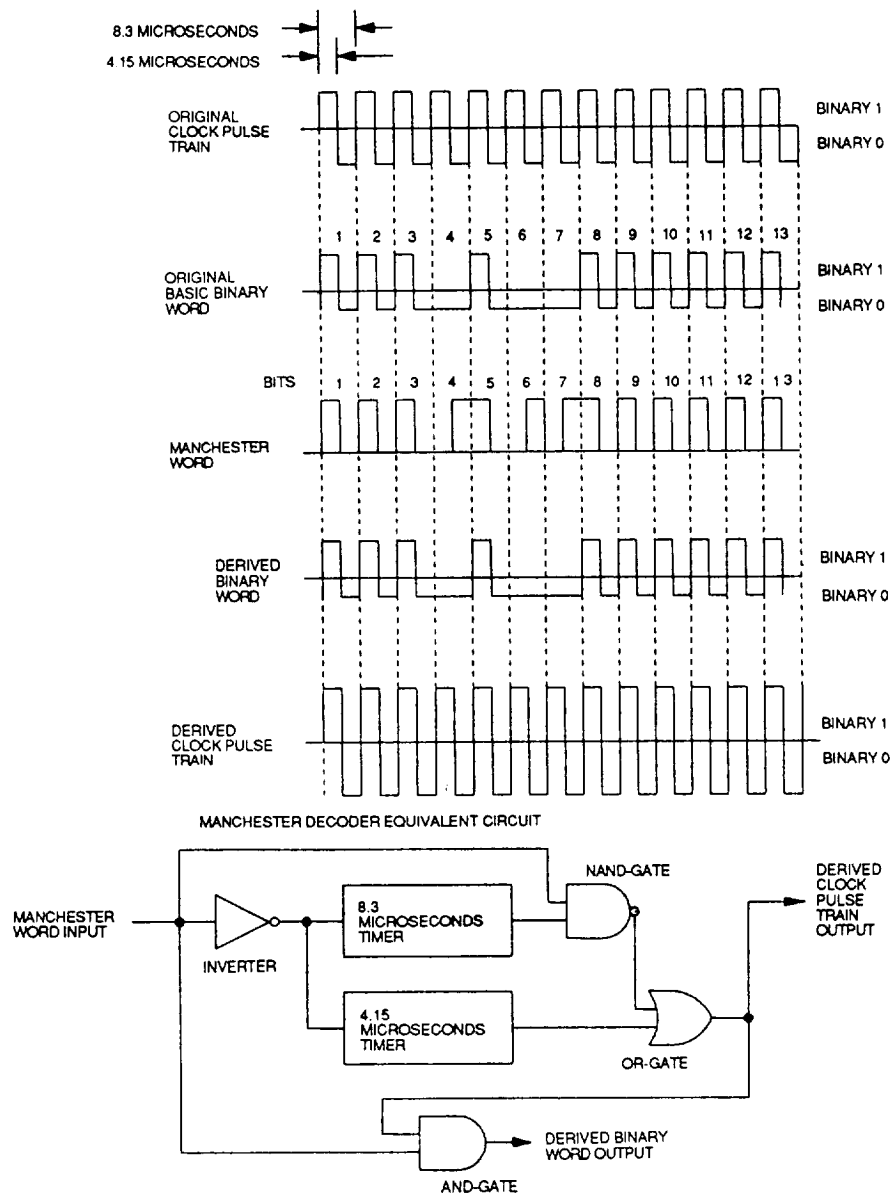 8.3 MICROSECONDS
4.15 MICROSECONDS
ORIGINAL
CLOCK PULSE
TRAIN
BINARY 1
BINARY 0
1 2 3 4 5 6 7 8 9 10 11 12 13
ORIGINAL
BASIC BINARY
WORD
BINARY 1
BINARY 0
BITS 1 2 3 4 5 6 7 8 9 10 11 12 13
MANCHESTER
WORD
DERIVED
BINARY
WORD
BINARY 1
BINARY 0
DERIVED
CLOCK PULSE
TRAIN
BINARY 1
BINARY 0
MANCHESTER DECODER EQUIVALENT CIRCUIT
MANCHESTER
WORD INPUT
INVERTER
8.3
MICROSECONDS
TIMER
4.15
MICROSECONDS
TIMER
NAND-GATE
OR-GATE
DERIVED
CLOCK
PULSE
TRAIN
OUTPUT
AND-GATE
DERIVED BINARY
WORD OUTPUT